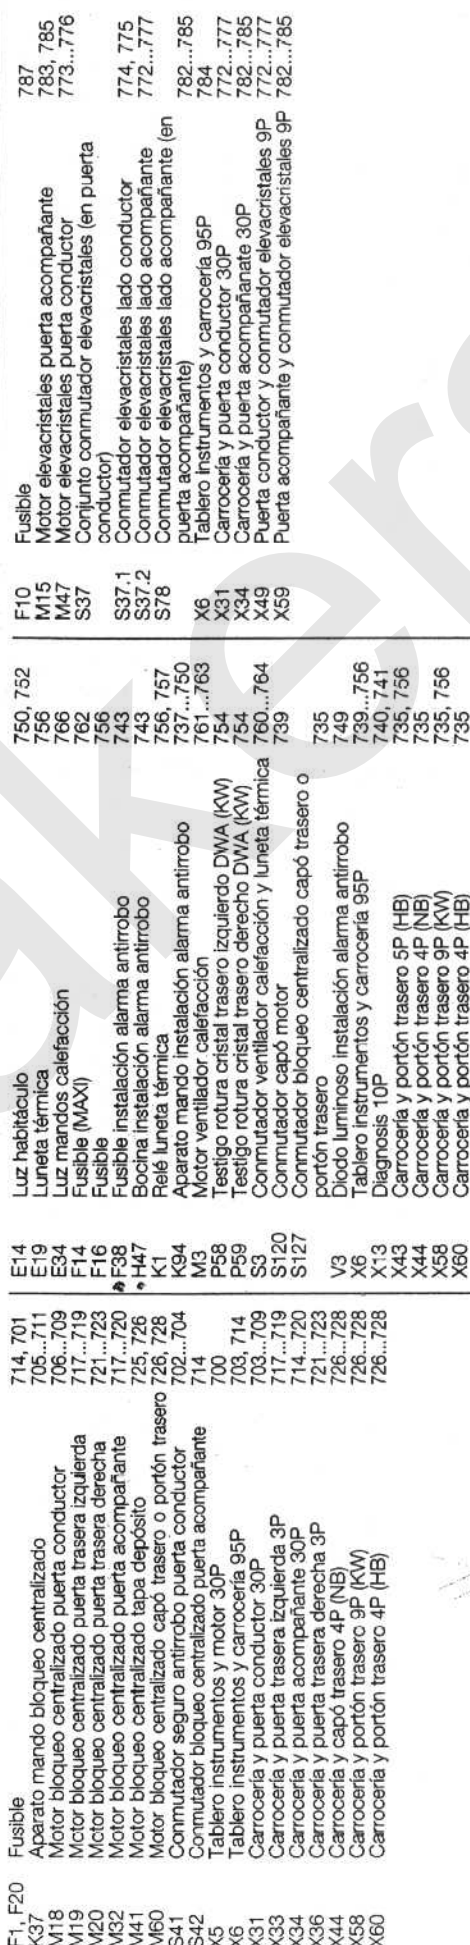 F1, F20 Fusible 714, 701
K37 Aparato mando bloqueo centralizado 705...711
M18 Motor bloqueo centralizado puerta conductor 706...709
M19 Motor bloqueo centralizado puerta trasera izquierda 717...719
M20 Motor bloqueo centralizado puerta trasera derecha 721...723
M32 Motor bloqueo centralizado puerta acompañante 717...720
M41 Motor bloqueo centralizado tapa depósito 725, 726
M60 Motor bloqueo centralizado capó trasero o portón trasero 726, 728
S41 Conmutador seguro antirrobo puerta conductor 702...704
S42 Conmutador bloqueo centralizado puerta acompañante 714
X5 Tablero instrumentos y motor 30P 700
X6 Tablero instrumentos y carrocería 95P 703, 714
X31 Carrocería y puerta conductor 30P 703...709
X33 Carrocería y puerta trasera izquierda 3P 717...719
X34 Carrocería y puerta acompañante 30P 714...720
X36 Carrocería y puerta trasera derecha 3P 721...723
X44 Carrocería y capó trasero 4P (NB) 726...728
X58 Carrocería y portón trasero 9P (KW) 726...728
X60 Carrocería y portón trasero 4P (HB) 726...728
E14 Luz habitáculo 750, 752
E19 Luneta térmica 756
E34 Luz mandos calefacción 766
F14 Fusible (MAXI) 762
F16 Fusible 756
F38 Fusible instalación alarma antirrobo 743
H47 Bocina instalación alarma antirrobo 743
K1 Relé luneta térmica 756, 757
K94 Aparato mando instalación alarma antirrobo 737...750
M3 Motor ventilador calefacción 761...763
P58 Testigo rotura cristal trasero izquierdo DWA (KW) 754
P59 Testigo rotura cristal trasero derecho DWA (KW) 754
S3 Conmutador ventilador calefacción y luneta térmica 760...764
S120 Conmutador capó motor 739
S127 Conmutador bloqueo centralizado capó trasero o
portón trasero 735
V3 Diodo luminoso instalación alarma antirrobo 749
X6 Tablero instrumentos y carrocería 95P 739...756
X13 Diagnosis 10P 740, 741
X43 Carrocería y portón trasero 5P (HB) 735, 756
X44 Carrocería y portón trasero 4P (NB) 735
X58 Carrocería y portón trasero 9P (KW) 735, 756
X60 Carrocería y portón trasero 4P (HB) 735
F10 Fusible 787
M15 Motor elevacristales puerta acompañante 783, 785
M47 Motor elevacristales puerta conductor 773...776
S37 Conjunto conmutador elevacristales (en puerta
conductor)
S37.1 Conmutador elevacristales lado conductor 774, 775
S37.2 Conmutador elevacristales lado acompañante 772...777
S78 Conmutador elevacristales lado acompañante (en
puerta acompañante) 782...785
X6 Tablero instrumentos y carrocería 95P 784
X31 Carrocería y puerta conductor 30P 772...777
X34 Carrocería y puerta acompañanate 30P 782...785
X49 Puerta conductor y conmutador elevacristales 9P 772...777
X59 Puerta acompañante y conmutador elevacristales 9P 782...785